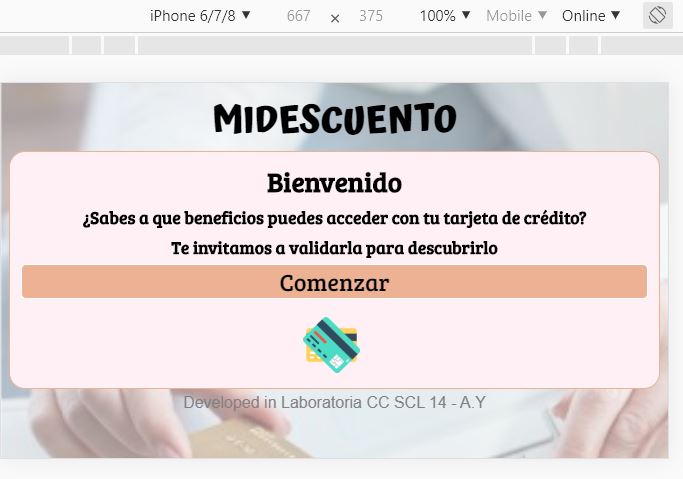 iPhone 6/7/8 ▼ 667 × 375 100% ▼ Mobile ▼ Online ▼
MIDESCUENTO
Bienvenido
¿Sabes a que beneficios puedes acceder con tu tarjeta de crédito?
Te invitamos a validarla para descubrirlo
Comenzar
Developed in Laboratoria CC SCL 14 - A.Y